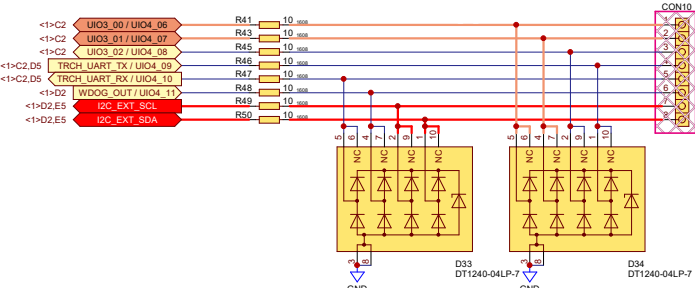 CON10
<1>C2 UIO3_00 / UIO4_06 R41 10 1608 1
<1>C2 UIO3_01 / UIO4_07 R43 10 1608 2
<1>C2 UIO3_02 / UIO4_08 R45 10 1608 3
<1>C2,D5 TRCH_UART_TX / UIO4_09 R46 10 1608 4
<1>C2,D5 TRCH_UART_RX / UIO4_10 R47 10 1608 5
<1>D2 WDOG_OUT / UIO4_11 R48 10 1608 6
<1>D2,E5 I2C_EXT_SCL R49 10 1608 7
<1>D2,E5 I2C_EXT_SDA R50 10 1608 8
5 6 4 7 2 9 1 10 5 6 4 7 2 9 1 10
NC NC NC NC NC NC NC NC
3 8 3 8
D33 D34
DT1240-04LP-7 DT1240-04LP-7
GND GND